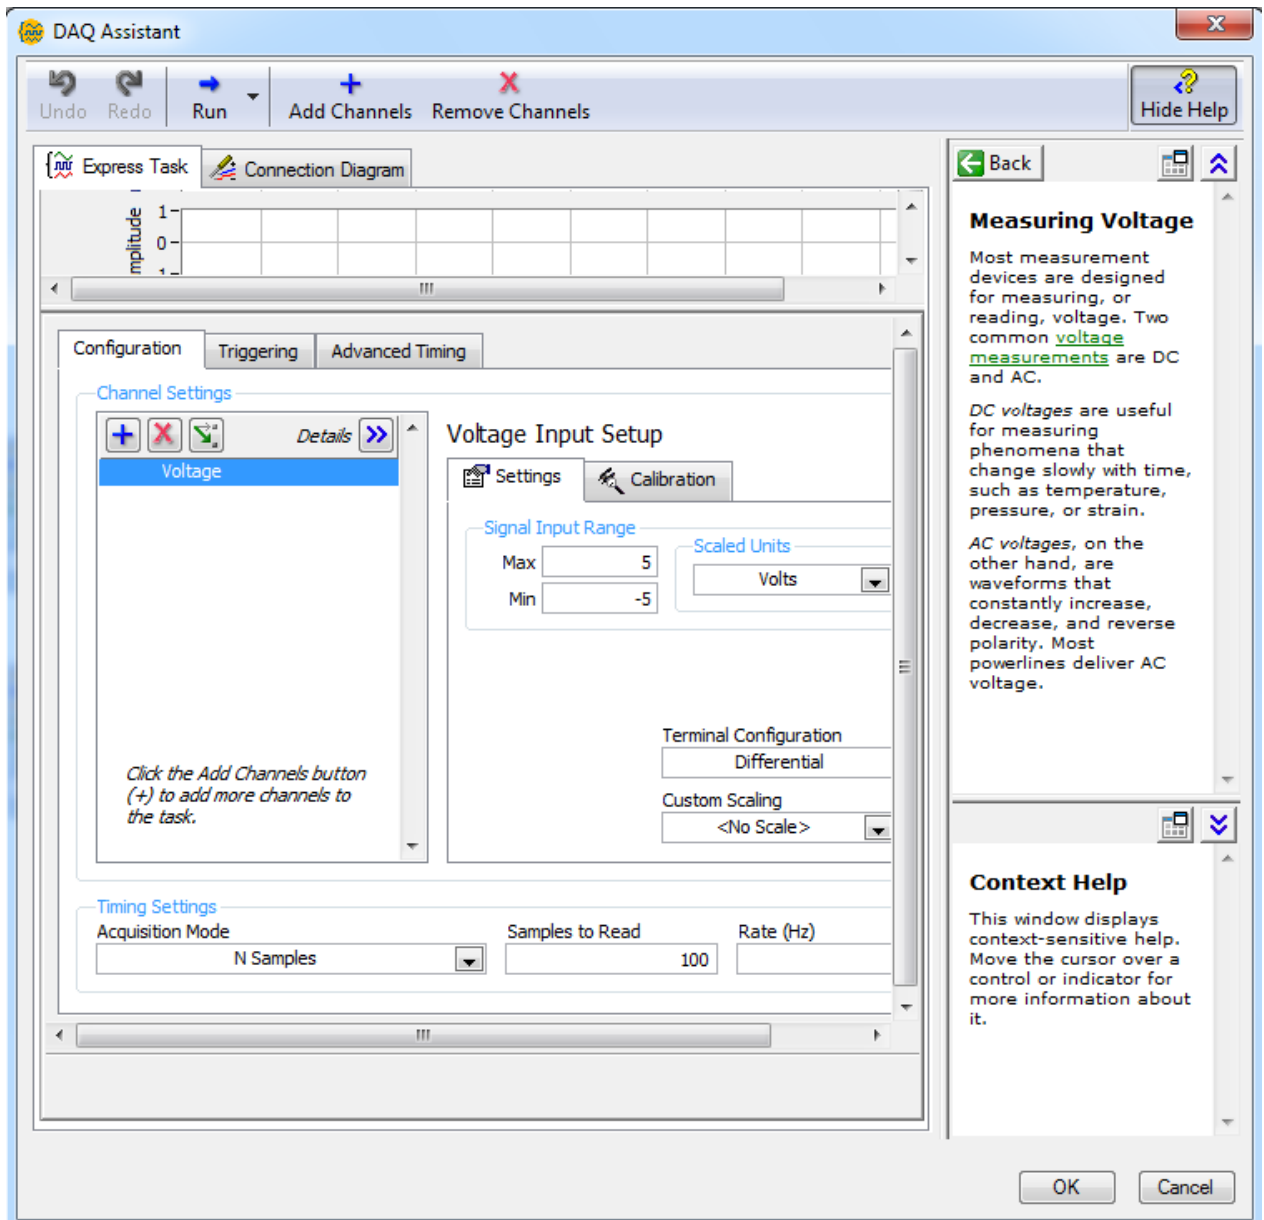 DAQ Assistant
Undo Redo Run Add Channels Remove Channels Hide Help
Express Task Connection Diagram
Back
mplitude
1
0
Configuration Triggering Advanced Timing
Channel Settings
Details
Voltage
Click the Add Channels button
(+) to add more channels to
the task.
Voltage Input Setup
Settings Calibration
Signal Input Range
Max 5
Min -5
Scaled Units
Volts
Terminal Configuration
Differential
Custom Scaling
<No Scale>
Timing Settings
Acquisition Mode Samples to Read Rate (Hz)
N Samples 100
Measuring Voltage
Most measurement
devices are designed
for measuring, or
reading, voltage. Two
common voltage
measurements are DC
and AC.
DC voltages are useful
for measuring
phenomena that
change slowly with time,
such as temperature,
pressure, or strain.
AC voltages, on the
other hand, are
waveforms that
constantly increase,
decrease, and reverse
polarity. Most
powerlines deliver AC
voltage.
Context Help
This window displays
context-sensitive help.
Move the cursor over a
control or indicator for
more information about
it.
OK Cancel